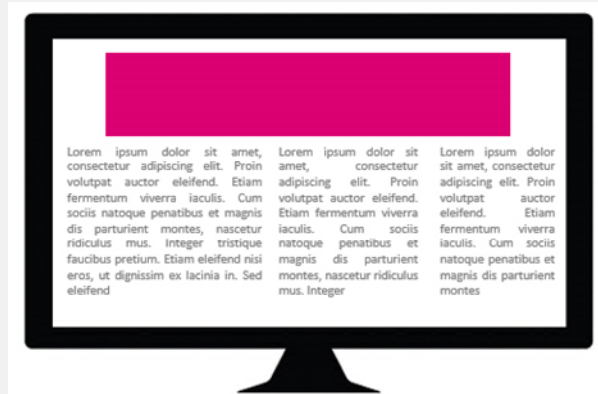 Lorem ipsum dolor sit amet,
consectetur adipiscing elit. Proin
volutpat auctor eleifend. Etiam
fermentum viverra iaculis. Cum
sociis natoque penatibus et magnis
dis parturient montes, nascetur
ridiculus mus. Integer tristique
faucibus pretium. Etiam eleifend nisi
eros, ut dignissim ex lacinia in. Sed
eleifend
Lorem ipsum dolor sit
amet, consectetur
adipiscing elit. Proin
volutpat auctor eleifend.
Etiam fermentum viverra
iaculis. Cum sociis
natoque penatibus et
magnis dis parturient
montes, nascetur ridiculus
mus. Integer
Lorem ipsum dolor
sit amet, consectetur
adipiscing elit. Proin
volutpat auctor
eleifend. Etiam
fermentum viverra
iaculis. Cum sociis
natoque penatibus et
magnis dis parturient
montes